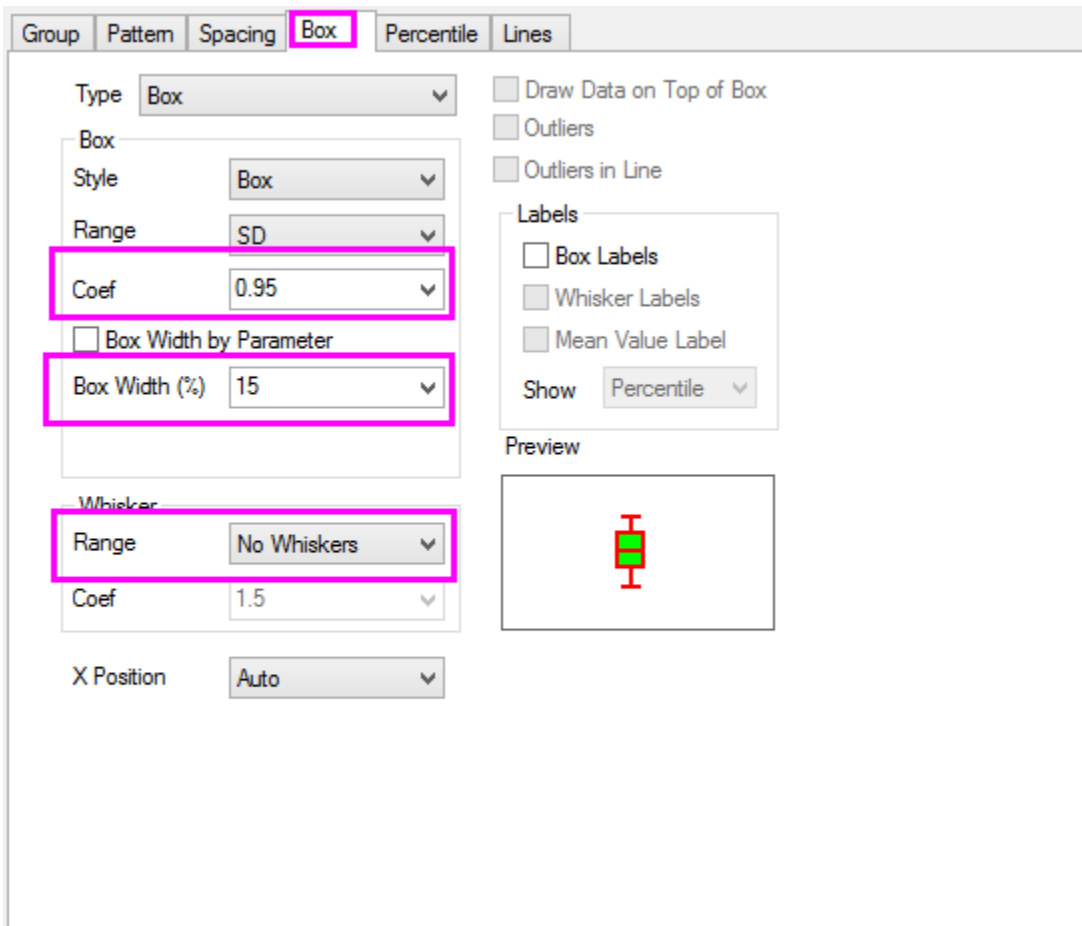 Group Pattern Spacing Box Percentile Lines
Type Box
Box
Style Box
Range SD
Coef 0.95
Box Width by Parameter
Box Width (%) 15
Whisker
Range No Whiskers
Coef 1.5
X Position Auto
Draw Data on Top of Box
Outliers
Outliers in Line
Labels
Box Labels
Whisker Labels
Mean Value Label
Show Percentile
Preview